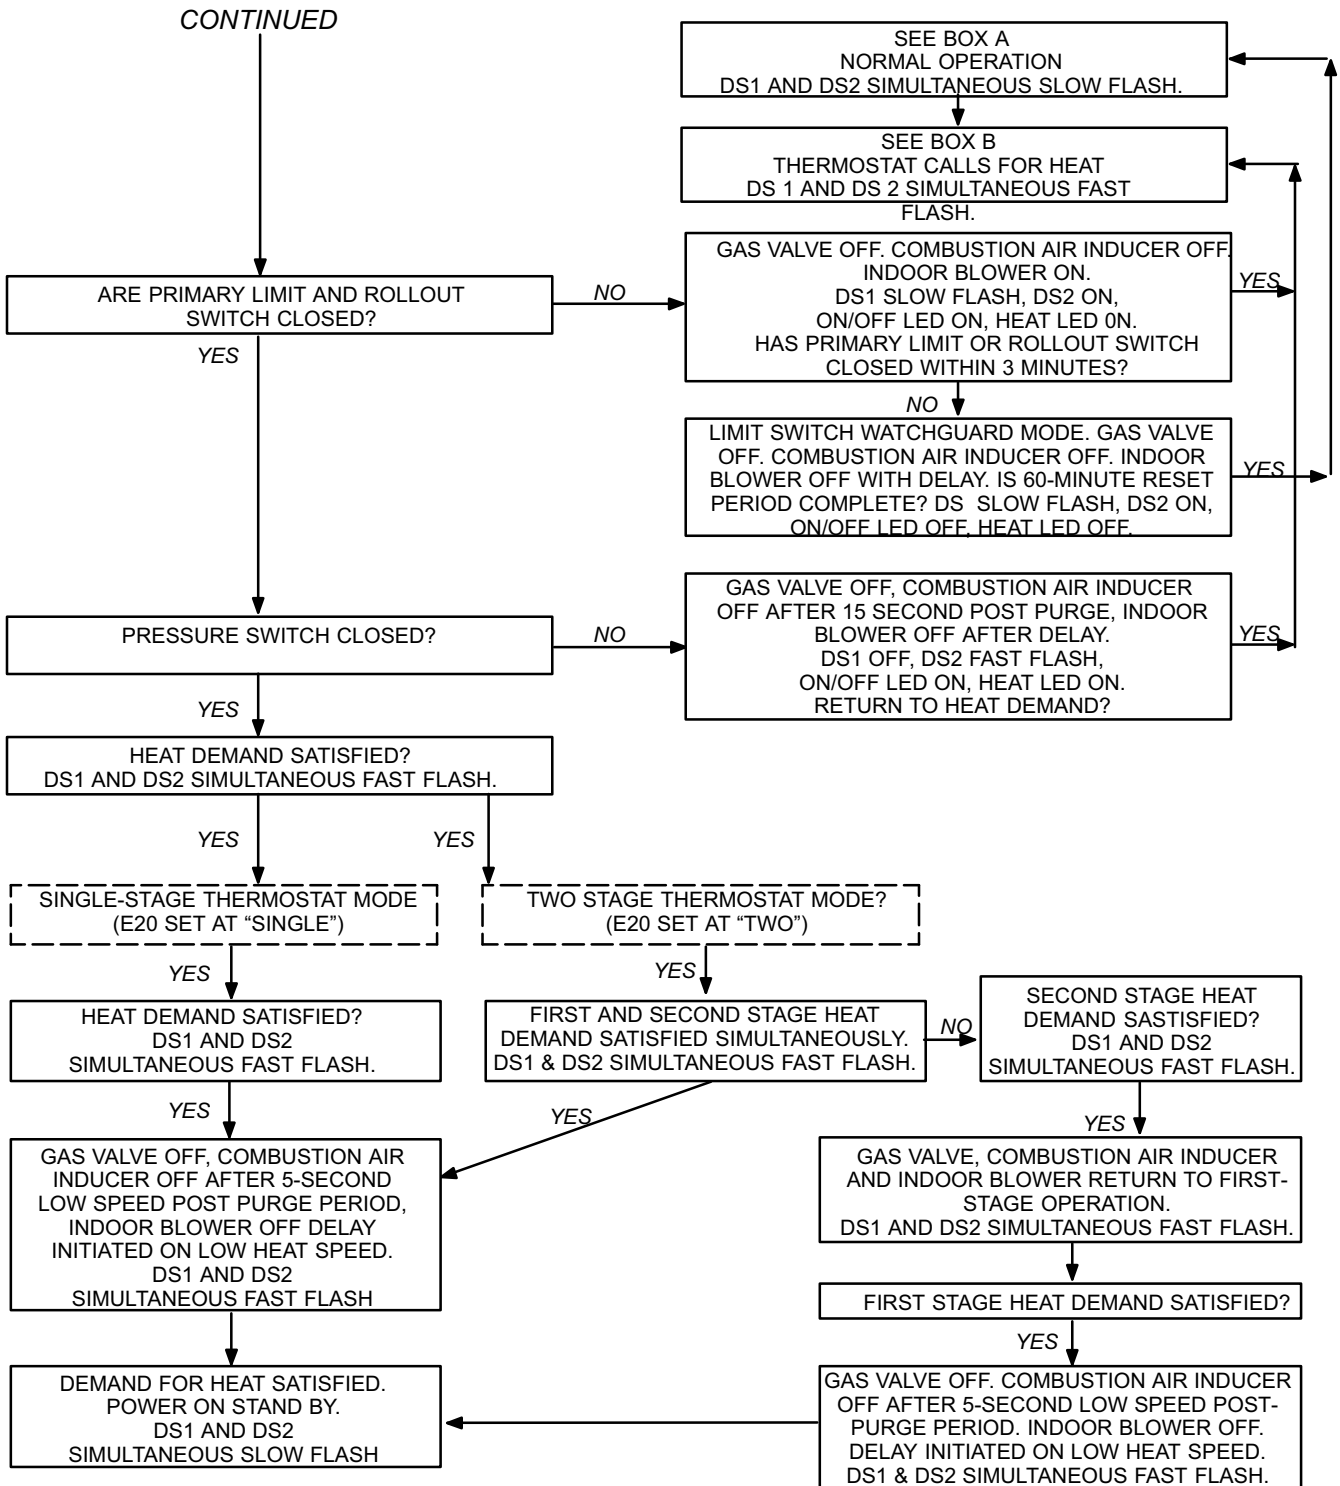 CONTINUED
SEE BOX A
NORMAL OPERATION
DS1 AND DS2 SIMULTANEOUS SLOW FLASH.
SEE BOX B
THERMOSTAT CALLS FOR HEAT
DS 1 AND DS 2 SIMULTANEOUS FAST
FLASH.
ARE PRIMARY LIMIT AND ROLLOUT
SWITCH CLOSED?
NO
GAS VALVE OFF. COMBUSTION AIR INDUCER OFF.
INDOOR BLOWER ON.
DS1 SLOW FLASH, DS2 ON,
ON/OFF LED ON, HEAT LED 0N.
HAS PRIMARY LIMIT OR ROLLOUT SWITCH
CLOSED WITHIN 3 MINUTES?
YES
YES
NO
LIMIT SWITCH WATCHGUARD MODE. GAS VALVE
OFF. COMBUSTION AIR INDUCER OFF. INDOOR
BLOWER OFF WITH DELAY. IS 60-MINUTE RESET
PERIOD COMPLETE? DS  SLOW FLASH, DS2 ON,
ON/OFF LED OFF, HEAT LED OFF.
YES
PRESSURE SWITCH CLOSED?
NO
GAS VALVE OFF, COMBUSTION AIR INDUCER
OFF AFTER 15 SECOND POST PURGE, INDOOR
BLOWER OFF AFTER DELAY.
DS1 OFF, DS2 FAST FLASH,
ON/OFF LED ON, HEAT LED ON.
RETURN TO HEAT DEMAND?
YES
YES
HEAT DEMAND SATISFIED?
DS1 AND DS2 SIMULTANEOUS FAST FLASH.
YES
YES
SINGLE-STAGE THERMOSTAT MODE
(E20 SET AT “SINGLE”)
TWO STAGE THERMOSTAT MODE?
(E20 SET AT “TWO”)
YES
YES
HEAT DEMAND SATISFIED?
DS1 AND DS2
SIMULTANEOUS FAST FLASH.
FIRST AND SECOND STAGE HEAT
DEMAND SATISFIED SIMULTANEOUSLY.
DS1 & DS2 SIMULTANEOUS FAST FLASH.
NO
SECOND STAGE HEAT
DEMAND SASTISFIED?
DS1 AND DS2
SIMULTANEOUS FAST FLASH.
YES
YES
YES
GAS VALVE OFF, COMBUSTION AIR
INDUCER OFF AFTER 5-SECOND
LOW SPEED POST PURGE PERIOD,
INDOOR BLOWER OFF DELAY
INITIATED ON LOW HEAT SPEED.
DS1 AND DS2
SIMULTANEOUS FAST FLASH
GAS VALVE, COMBUSTION AIR INDUCER
AND INDOOR BLOWER RETURN TO FIRST-
STAGE OPERATION.
DS1 AND DS2 SIMULTANEOUS FAST FLASH.
FIRST STAGE HEAT DEMAND SATISFIED?
YES
DEMAND FOR HEAT SATISFIED.
POWER ON STAND BY.
DS1 AND DS2
SIMULTANEOUS SLOW FLASH
GAS VALVE OFF. COMBUSTION AIR INDUCER
OFF AFTER 5-SECOND LOW SPEED POST-
PURGE PERIOD. INDOOR BLOWER OFF.
DELAY INITIATED ON LOW HEAT SPEED.
DS1 & DS2 SIMULTANEOUS FAST FLASH.